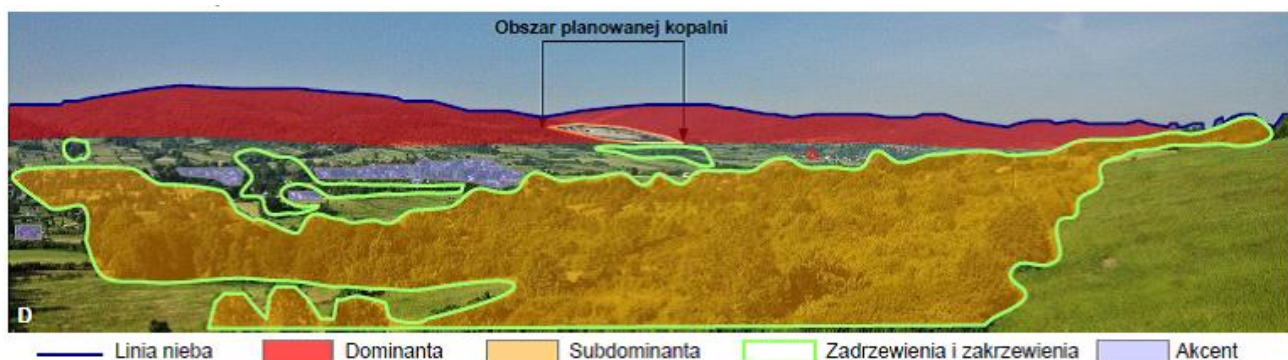 Obszar planowanej kopalni
D
Linia nieba Dominanta Subdominanta Zadrzewienia i zakrzewienia Akcent